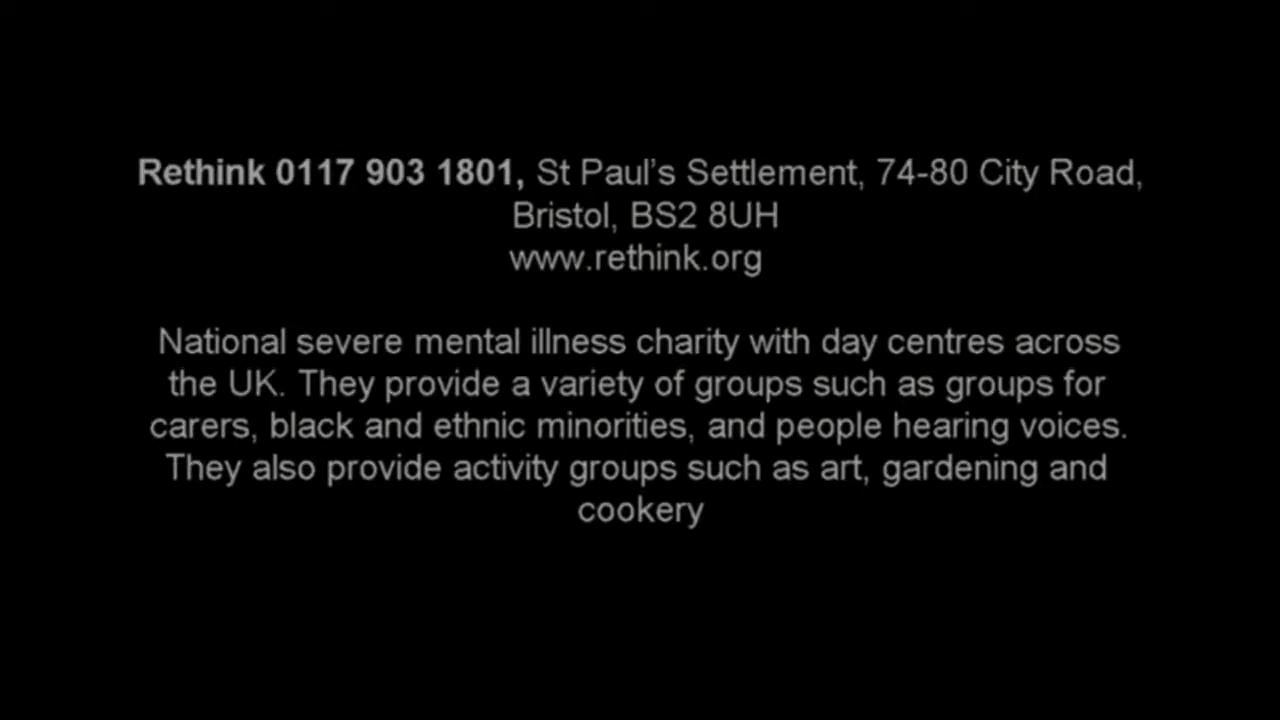 Rethink 0117 903 1801, St Paul’s Settlement, 74-80 City Road,
Bristol, BS2 8UH
www.rethink.org
National severe mental illness charity with day centres across
the UK. They provide a variety of groups such as groups for
carers, black and ethnic minorities, and people hearing voices.
They also provide activity groups such as art, gardening and
cookery